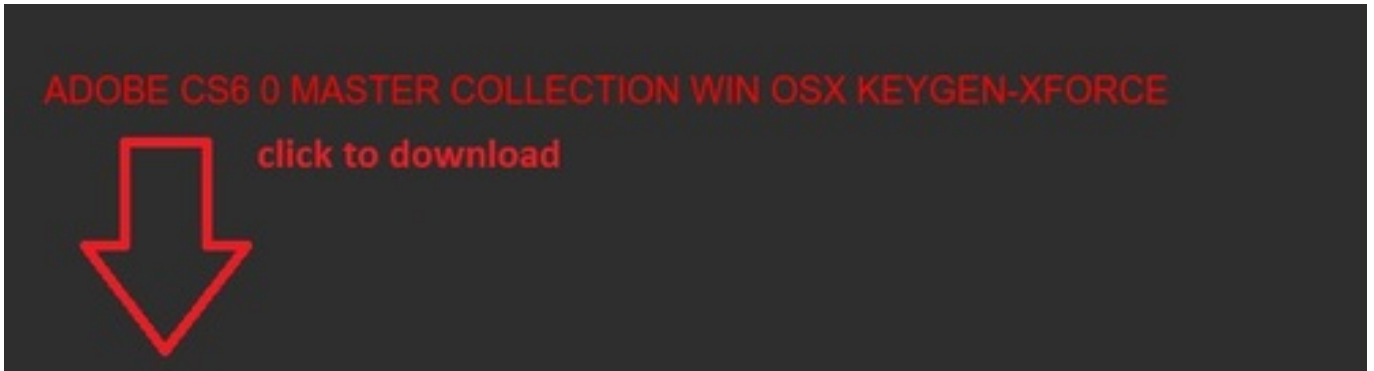 ADOBE CS6 0 MASTER COLLECTION WIN OSX KEYGEN-XFORCE
click to download